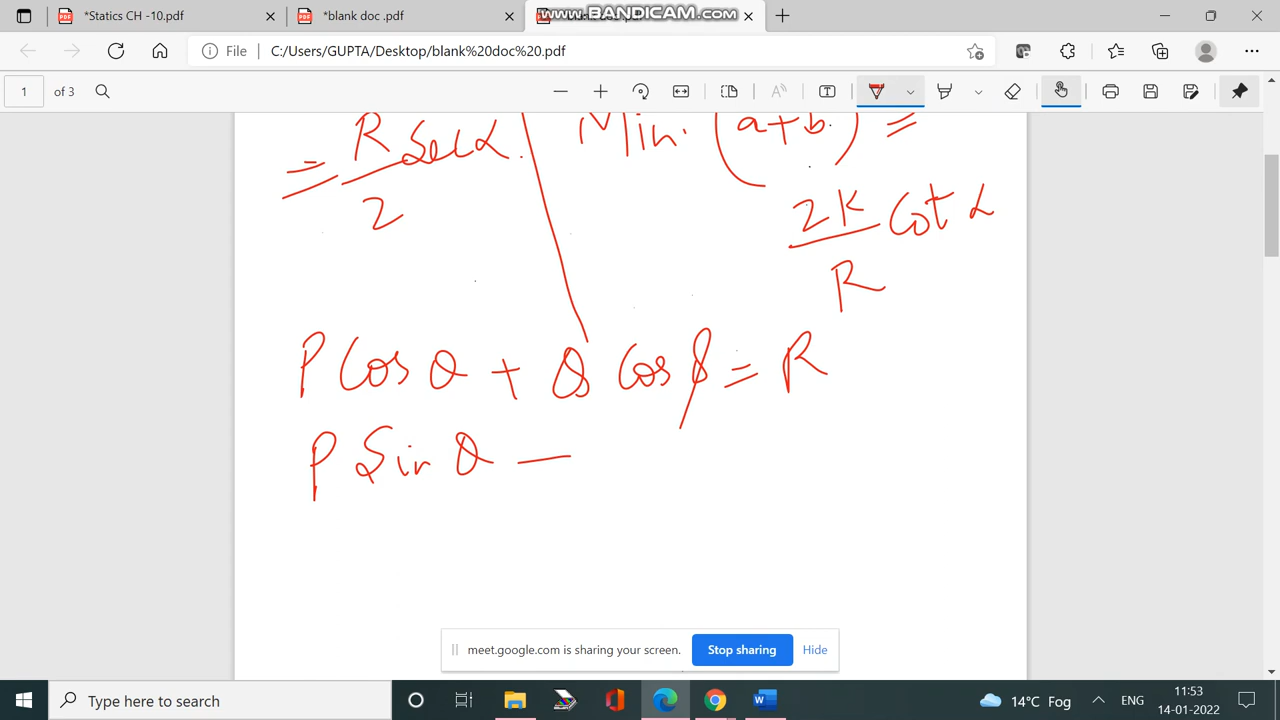 *Statics CH -10.pdf
*blank doc .pdf
www.BANDICAM.com
File C:/Users/GUPTA/Desktop/blank%20doc%20.pdf
1 of 3
= R Sec α / 2
Min. (a+b) =
2K / R Cot α
P Cos θ + Q Cos φ = R
P Sin θ —
meet.google.com is sharing your screen. Stop sharing Hide
Type here to search
14°C Fog
ENG
11:53
14-01-2022